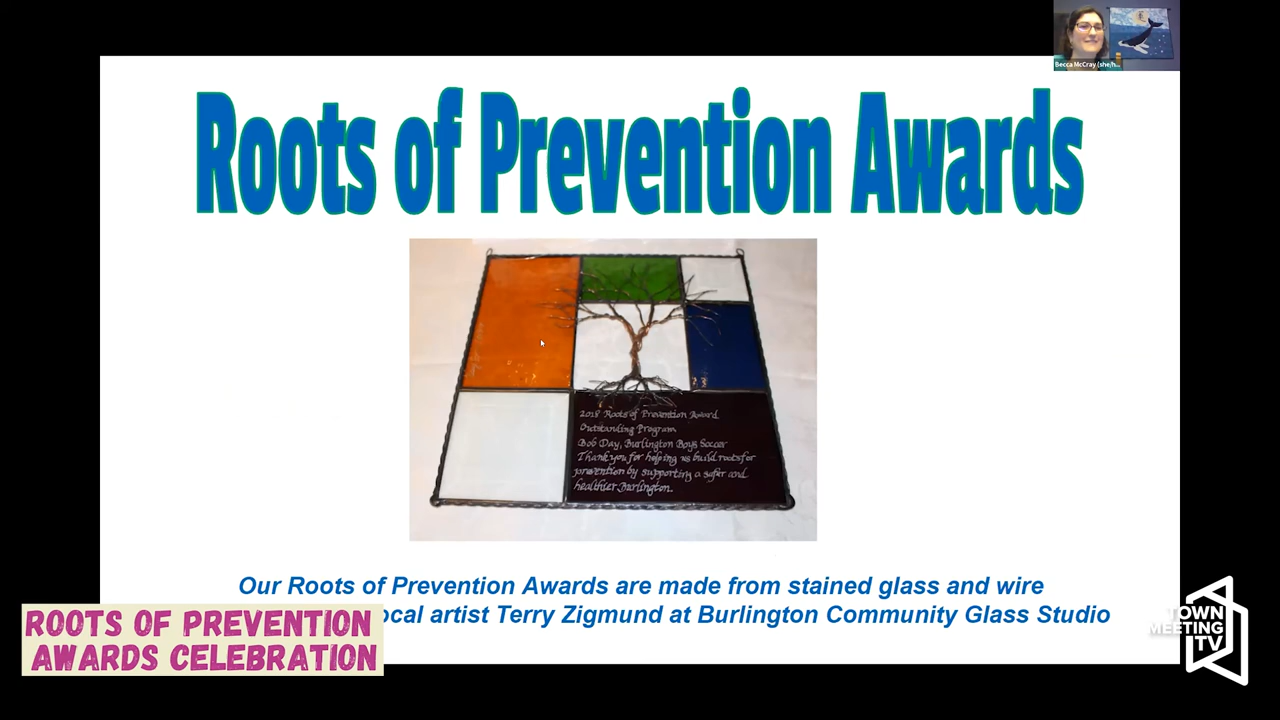 Becca McCray (she/h...
Roots of Prevention Awards
2018 Roots of Prevention Award
Outstanding Program
Bob Day, Burlington Boys Soccer
Thank you for helping us build roots for
prevention by supporting a safer and
healthier Burlington.
Our Roots of Prevention Awards are made from stained glass and wire
ocal artist Terry Zigmund at Burlington Community Glass Studio
ROOTS OF PREVENTION
AWARDS CELEBRATION
TOWN
MEETING
TV